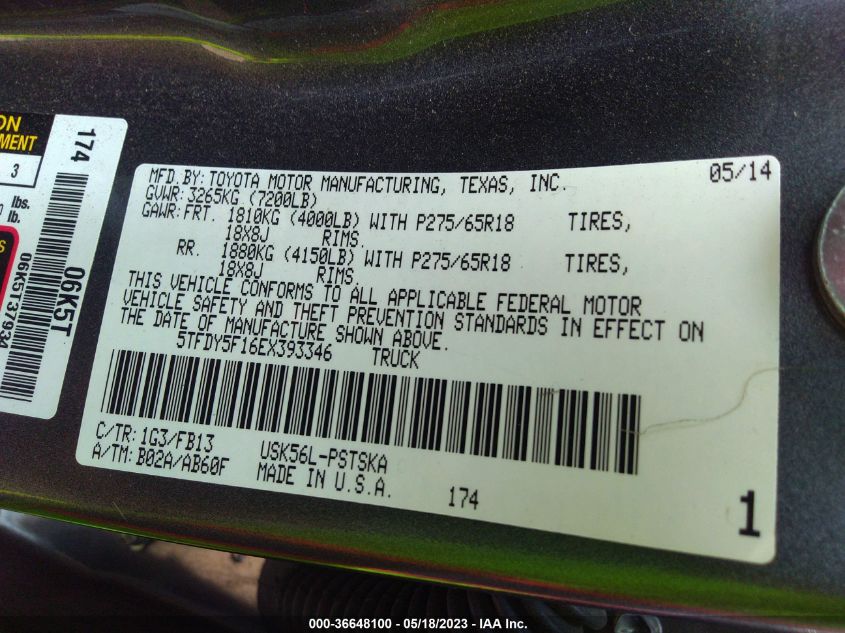 ON
MENT
3
lbs.
lb.
S
174
06K5T
06K5T37934
MFD.BY:TOYOTA MOTOR MANUFACTURING, TEXAS, INC. 05/14
GVWR:3265KG (7200LB)
GAWR:FRT. 1810KG (4000LB) WITH P275/65R18 TIRES,
18X8J RIMS.
RR. 1880KG (4150LB) WITH P275/65R18 TIRES,
18X8J RIMS.
THIS VEHICLE CONFORMS TO ALL APPLICABLE FEDERAL MOTOR
VEHICLE SAFETY AND THEFT PREVENTION STANDARDS IN EFFECT ON
THE DATE OF MANUFACTURE SHOWN ABOVE.
5TFDY5F16EX393346 TRUCK
C/TR:1G3/FB13 USK56L-PSTSKA
A/TM:B02A/AB60F MADE IN U.S.A. 174
1
000-36648100 - 05/18/2023 - IAA Inc.